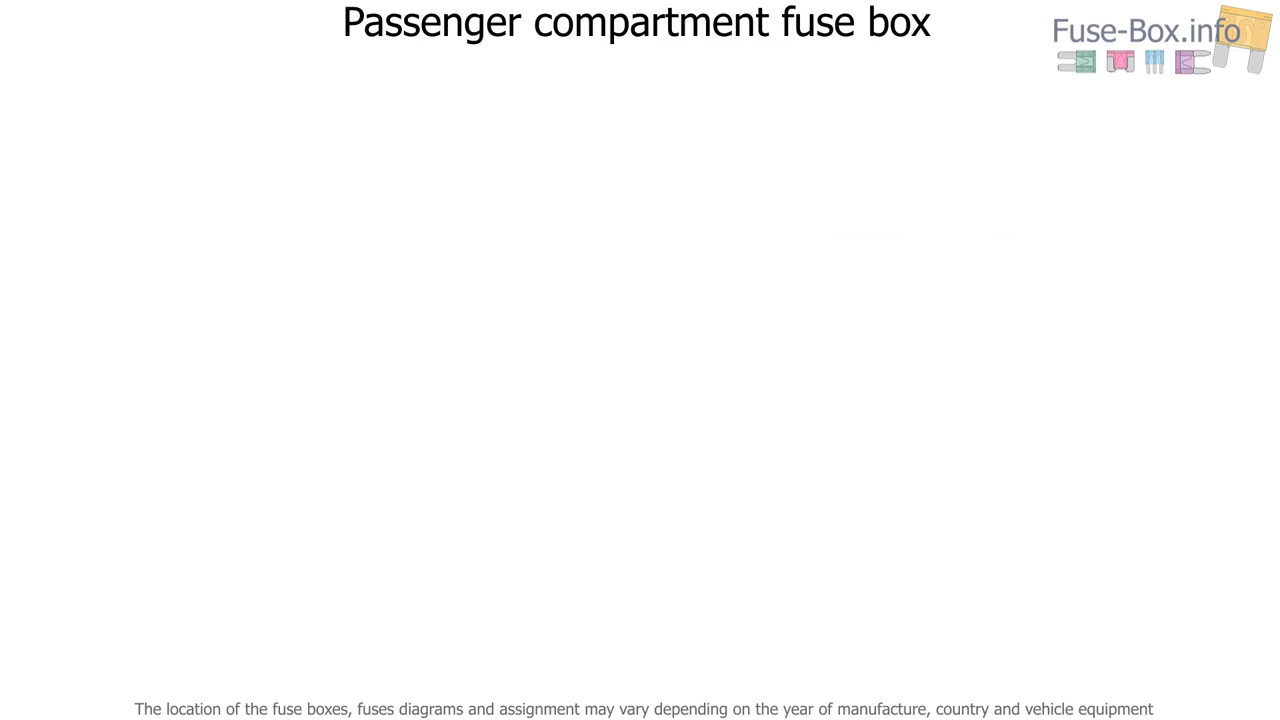 Passenger compartment fuse box
Fuse-Box.info
The location of the fuse boxes, fuses diagrams and assignment may vary depending on the year of manufacture, country and vehicle equipment